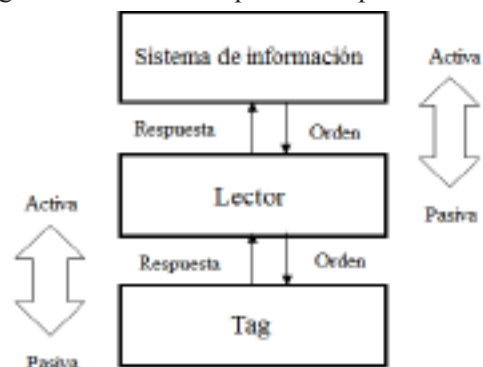 Sistema de información
Activa
Respuesta
Orden
Lector
Activa
Pasiva
Respuesta
Orden
Tag
Pasiva